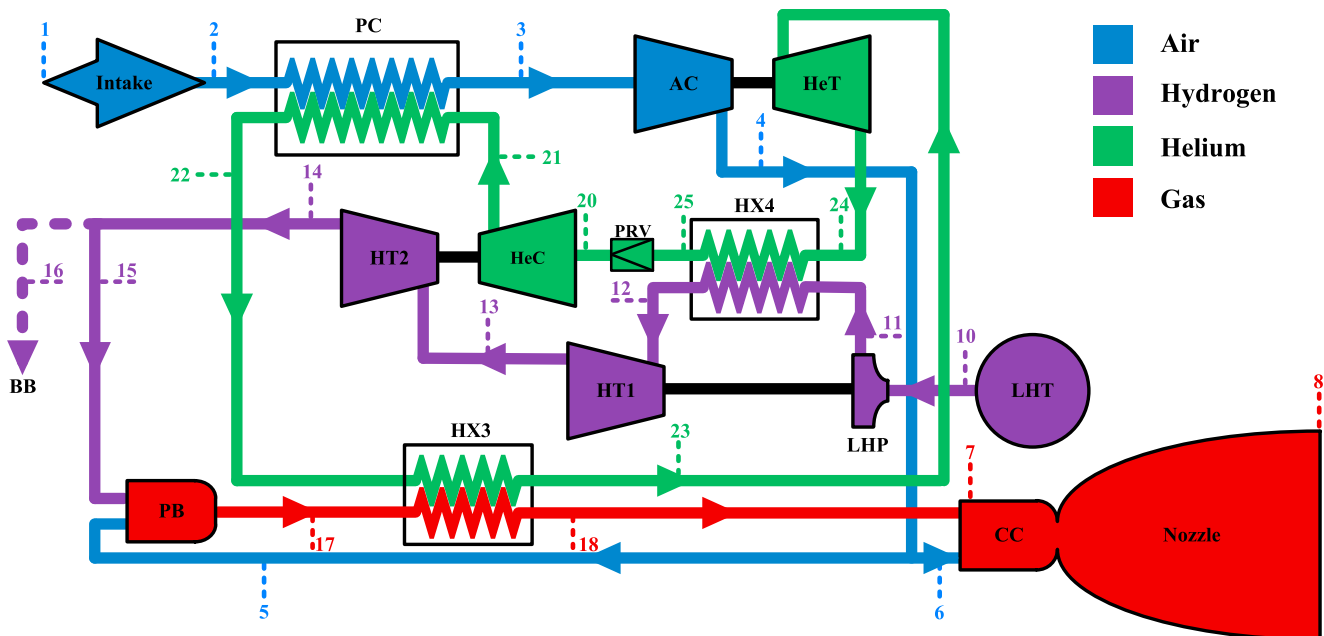 1
2
PC
3
Intake
AC
HeT
4
Air
Hydrogen
Helium
Gas
22
21
14
20
PRV
25
HX4
24
HT2
HeC
16
15
13
12
11
10
BB
HT1
LHP
LHT
HX3
23
7
8
PB
17
18
CC
Nozzle
5
6